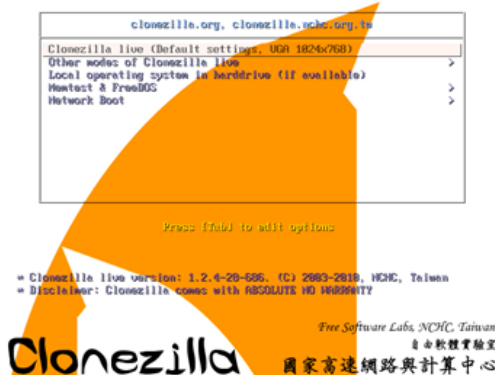 clonezilla.org, clonezilla.nchc.org.tw
Clonezilla live (Default settings, VGA 1024x768)
Other modes of Clonezilla live >
Local operating system in harddrive (if available)
Memtest & FreeDOS >
Network Boot >
Press [Tab] to edit options
* Clonezilla live version: 1.2.4-28-686. (C) 2003-2010, NCHC, Taiwan
* Disclaimer: Clonezilla comes with ABSOLUTE NO WARRANTY
Free Software Labs, NCHC, Taiwan
自由軟體實驗室
Clonezilla
國家高速網路與計算中心